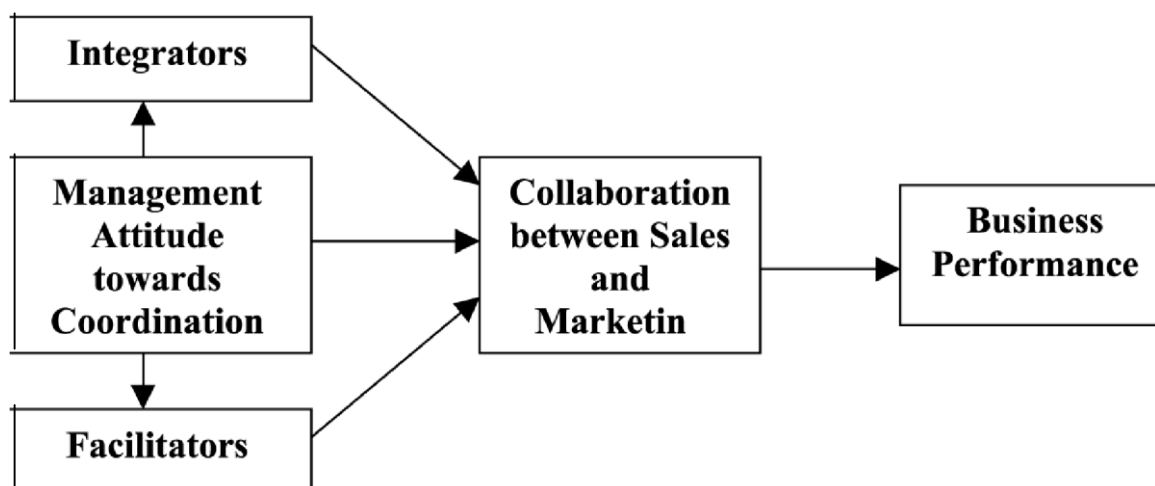 Integrators
Management
Attitude
towards
Coordination
Facilitators
Collaboration
between Sales
and
Marketin
Business
Performance